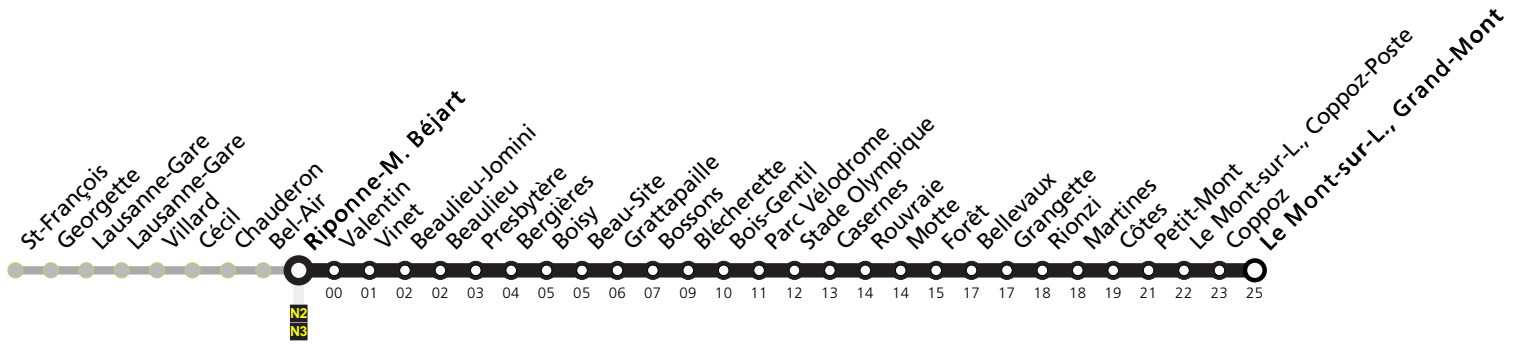 St-François
Georgette
Lausanne-Gare
Lausanne-Gare
Villard
Cécil
Chauderon
Bel-Air
Riponne-M. Béjart
Valentin
Vinet
Beaulieu-Jomini
Beaulieu
Presbytère
Bergières
Boisy
Beau-Site
Grattapaille
Bossons
Blécherette
Bois-Gentil
Parc Vélodrome
Stade Olympique
Casernes
Rouvraie
Motte
Forêt
Bellevaux
Grangette
Rionzi
Martines
Côtes
Petit-Mont
Le Mont-sur-L., Coppoz-Poste
Coppoz
Le Mont-sur-L., Grand-Mont
00 01 02 02 03 04 05 05 06 07 09 10 11 12 13 14 14 15 17 17 18 18 19 21 22 23 25
N2
N3